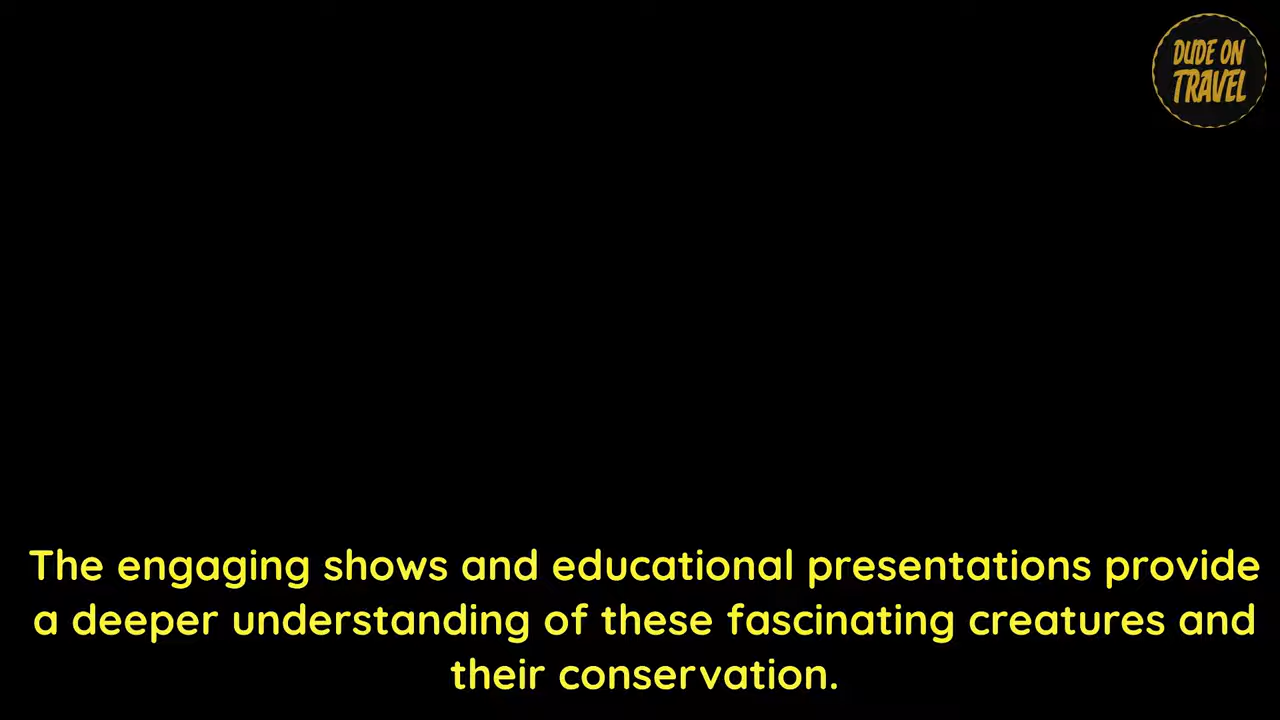 DUDE ON
TRAVEL
The engaging shows and educational presentations provide
a deeper understanding of these fascinating creatures and
their conservation.